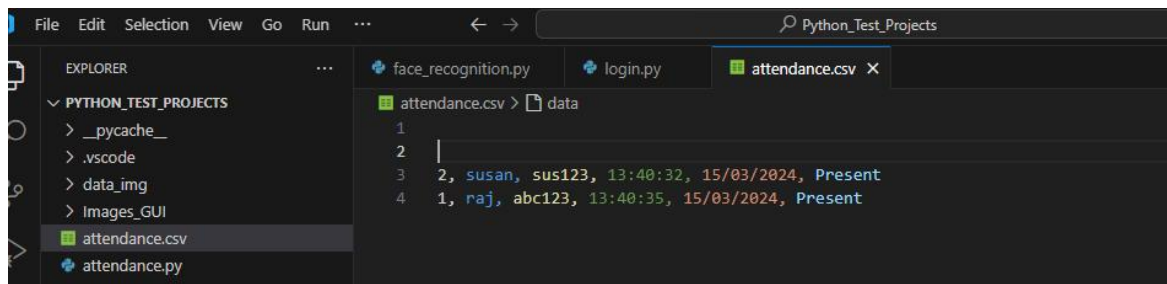 File Edit Selection View Go Run ... ← → Python_Test_Projects
EXPLORER ... face_recognition.py login.py attendance.csv ×
PYTHON_TEST_PROJECTS attendance.csv > data
> __pycache__ 1
> .vscode 2
> data_img 3 2, susan, sus123, 13:40:32, 15/03/2024, Present
> Images_GUI 4 1, raj, abc123, 13:40:35, 15/03/2024, Present
attendance.csv
attendance.py